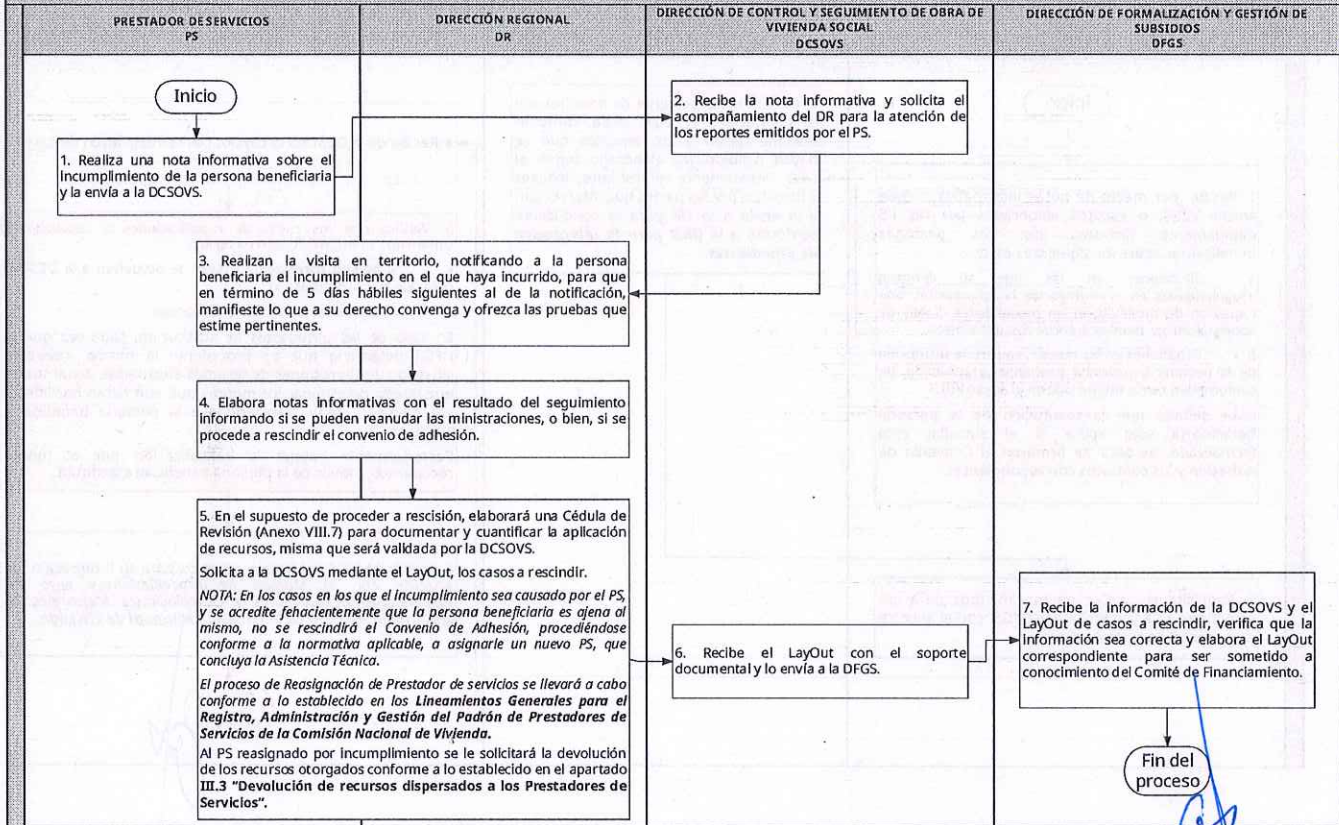 PRESTADOR DE SERVICIOS
PS
DIRECCIÓN REGIONAL
DR
DIRECCIÓN DE CONTROL Y SEGUIMIENTO DE OBRA DE
VIVIENDA SOCIAL
DCSOVS
DIRECCIÓN DE FORMALIZACIÓN Y GESTIÓN DE
SUBSIDIOS
DFGS
Inicio
1. Realiza una nota informativa sobre el
incumplimiento de la persona beneficiaria
y la envía a la DCSOVS.
2. Recibe la nota informativa y solicita el
acompañamiento del DR para la atención de
los reportes emitidos por el PS.
3. Realizan la visita en territorio, notificando a la persona
beneficiaria el incumplimiento en el que haya incurrido, para que
en término de 5 días hábiles siguientes al de la notificación,
manifieste lo que a su derecho convenga y ofrezca las pruebas que
estime pertinentes.
4. Elabora notas informativas con el resultado del seguimiento
informando si se pueden reanudar las ministraciones, o bien, si se
procede a rescindir el convenio de adhesión.
5. En el supuesto de proceder a rescisión, elaborará una Cédula de
Revisión (Anexo VIII.7) para documentar y cuantificar la aplicación
de recursos, misma que será validada por la DCSOVS.
Solicita a la DCSOVS mediante el LayOut, los casos a rescindir.
NOTA: En los casos en los que el incumplimiento sea causado por el PS,
y se acredite fehacientemente que la persona beneficiaria es ajena al
mismo, no se rescindirá el Convenio de Adhesión, procediéndose
conforme a la normativa aplicable, a asignarle un nuevo PS, que
concluya la Asistencia Técnica.
El proceso de Reasignación de Prestador de servicios se llevará a cabo
conforme a lo establecido en los Lineamientos Generales para el
Registro, Administración y Gestión del Padrón de Prestadores de
Servicios de la Comisión Nacional de Vivienda.
Al PS reasignado por incumplimiento se le solicitará la devolución
de los recursos otorgados conforme a lo establecido en el apartado
III.3 "Devolución de recursos dispersados a los Prestadores de
Servicios".
6. Recibe el LayOut con el soporte
documental y lo envía a la DFGS.
7. Recibe la Información de la DCSOVS y el
LayOut de casos a rescindir, verifica que la
información sea correcta y elabora el LayOut
correspondiente para ser sometido a
conocimiento del Comité de Financiamiento.
Fin del
proceso